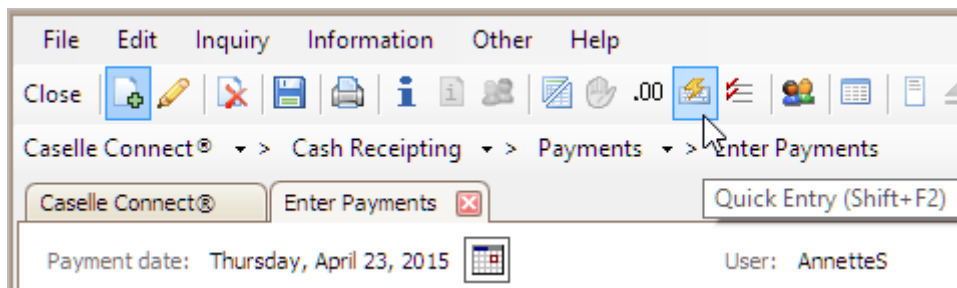 File Edit Inquiry Information Other Help
Close .00
Caselle Connect® > Cash Receipting > Payments > Enter Payments
Caselle Connect® Enter Payments
Quick Entry (Shift+F2)
Payment date: Thursday, April 23, 2015 User: AnnetteS